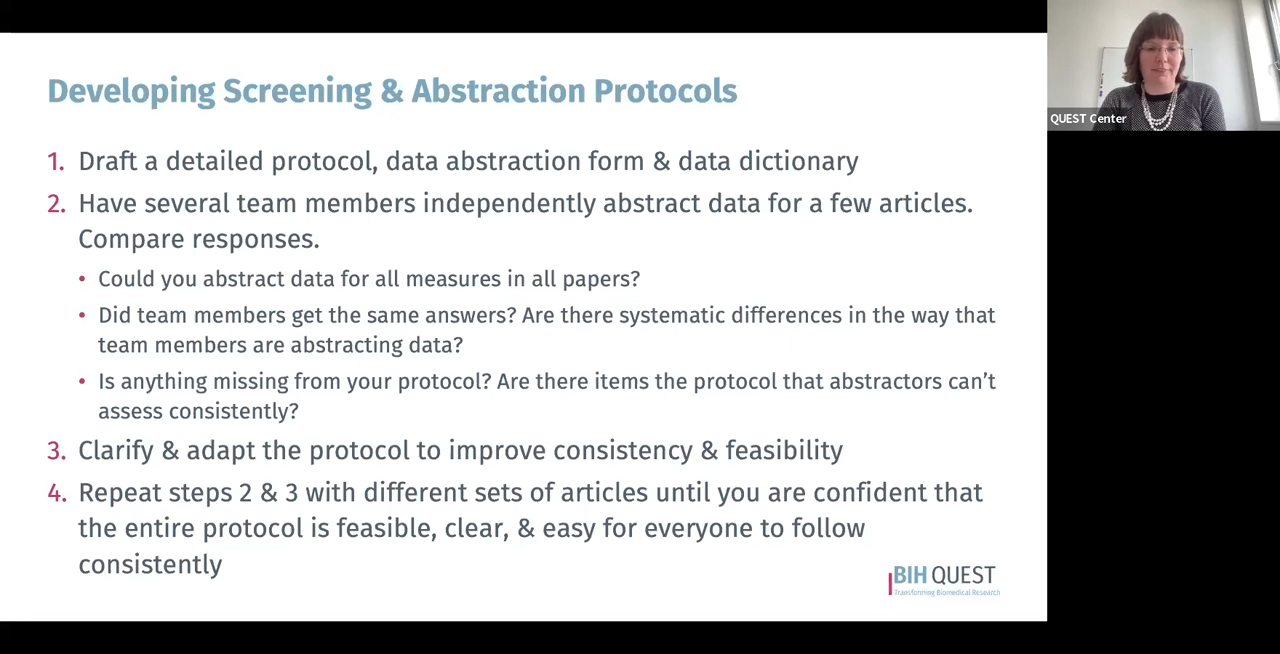 Developing Screening & Abstraction Protocols
QUEST Center
1. Draft a detailed protocol, data abstraction form & data dictionary
2. Have several team members independently abstract data for a few articles.
Compare responses.
• Could you abstract data for all measures in all papers?
• Did team members get the same answers? Are there systematic differences in the way that
team members are abstracting data?
• Is anything missing from your protocol? Are there items the protocol that abstractors can't
assess consistently?
3. Clarify & adapt the protocol to improve consistency & feasibility
4. Repeat steps 2 & 3 with different sets of articles until you are confident that
the entire protocol is feasible, clear, & easy for everyone to follow
consistently
BIH QUEST
Transforming Biomedical Research